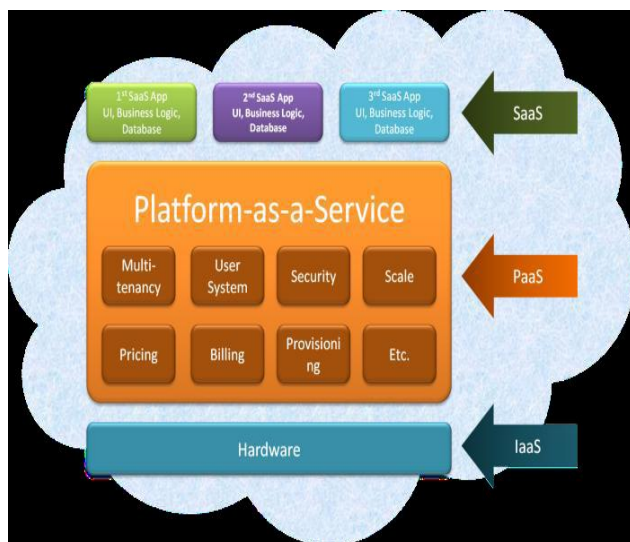 1st SaaS App
UI, Business Logic,
Database
2nd SaaS App
UI, Business Logic,
Database
3rd SaaS App
UI, Business Logic,
Database
SaaS
Platform-as-a-Service
Multi-
tenancy
User
System
Security
Scale
PaaS
Pricing
Billing
Provisioni
ng
Etc.
Hardware
IaaS